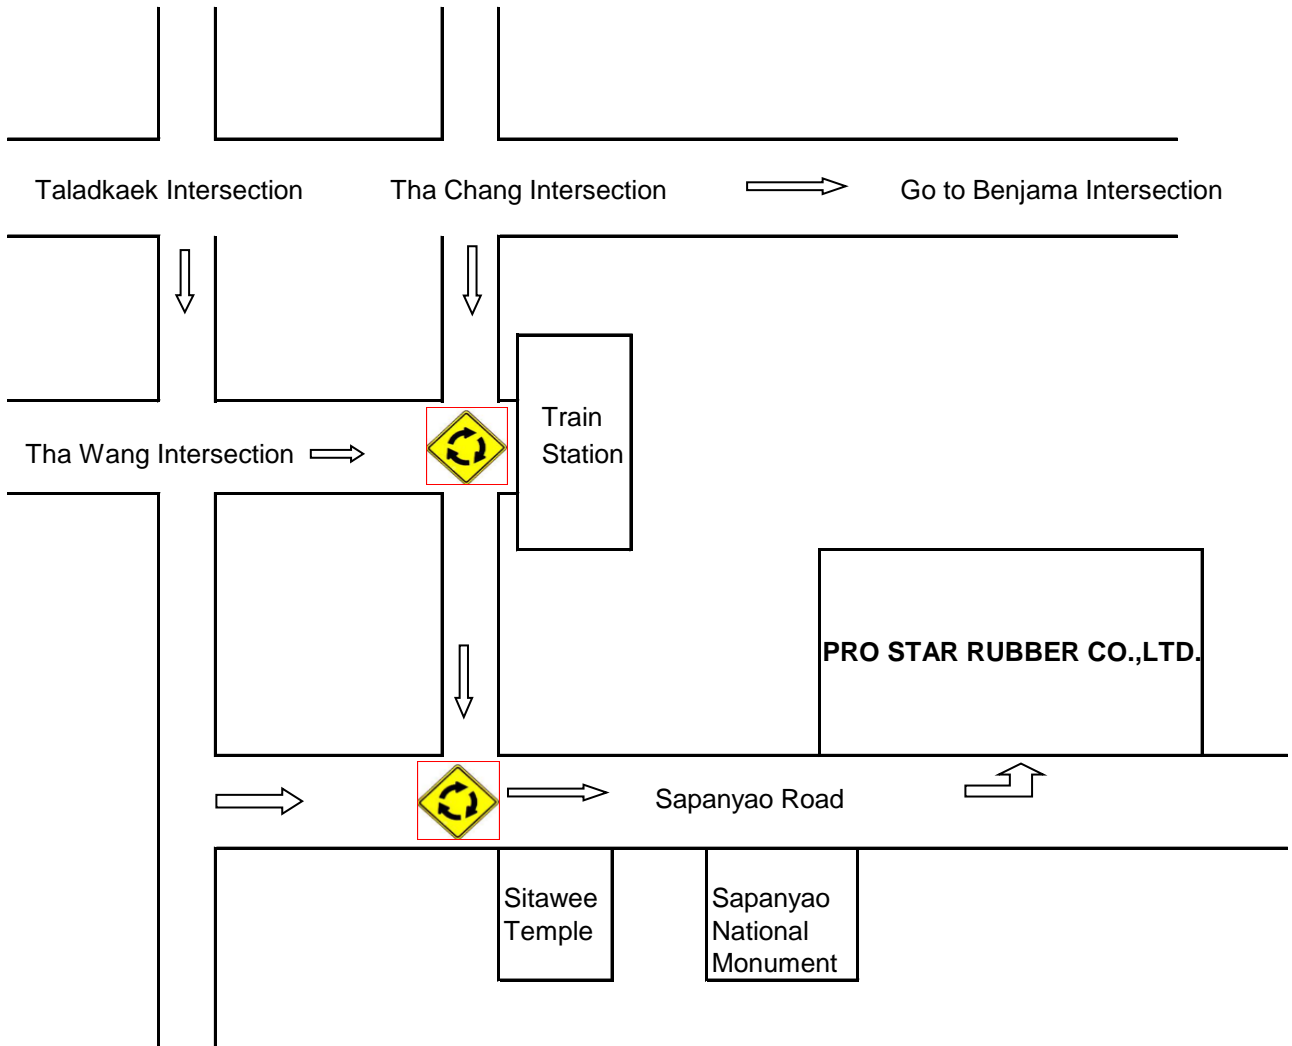 Taladkaek Intersection
Tha Chang Intersection
Go to Benjama Intersection
Train
Station
Tha Wang Intersection
PRO STAR RUBBER CO.,LTD.
Sapanyao Road
Sitawee
Temple
Sapanyao
National
Monument